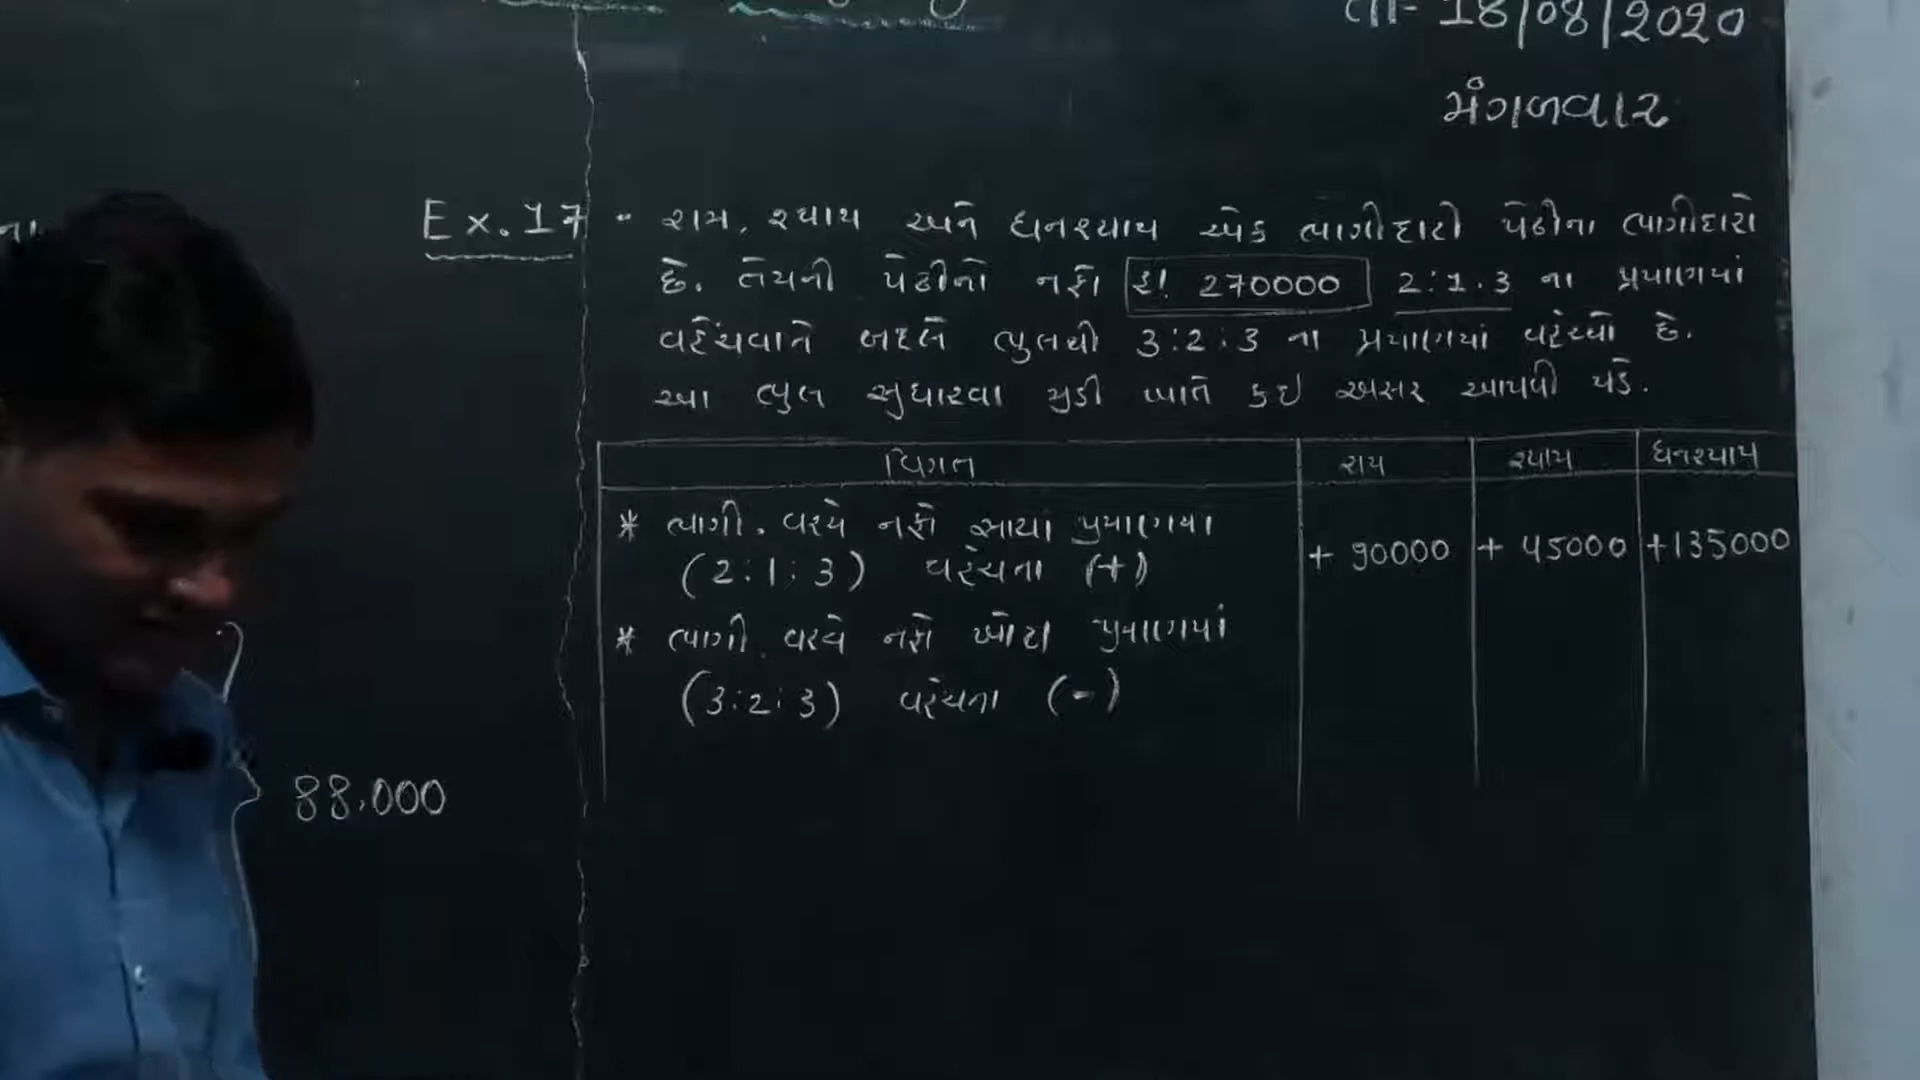 તા- 18/08/2020
મંગળવાર
Ex. 17 - રામ, શ્યામ અને ઘનશ્યામ એક ભાગીદારી પેઢીના ભાગીદારો
છે. તેમની પેઢીનો નફો રૂ! 270000 2:1.3 ના પ્રમાણમાં
વહેંચવાને બદલે ભુલથી 3:2:3 ના પ્રમાણમાં વહેંચ્યો છે.
આ ભુલ સુધારવા મુડી ખાતે કઇ અસર આપવી પડે.
વિગત રામ શ્યામ ઘનશ્યામ
* ભાગી. વચ્ચે નફો સાચા પ્રમાણમાં
(2:1:3) વહેંચતા (+) + 90000 + 45000 +135000
* ભાગી. વચ્ચે નફો ખોટા પ્રમાણમાં
(3:2:3) વહેંચતા (-)
88,000